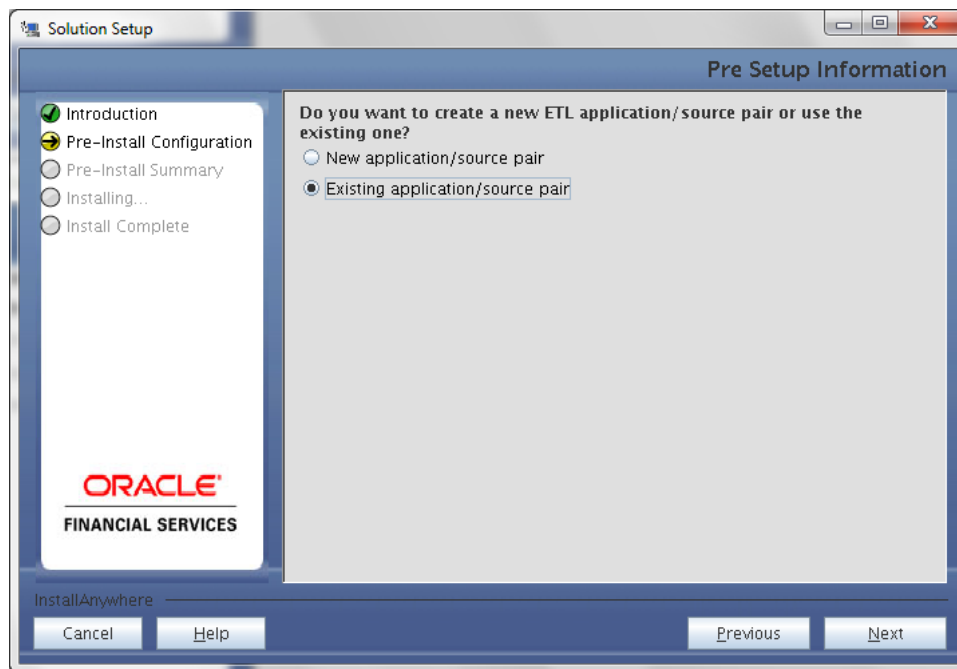 Solution Setup
Pre Setup Information
Introduction
Pre-Install Configuration
Pre-Install Summary
Installing...
Install Complete
ORACLE'
FINANCIAL SERVICES
Do you want to create a new ETL application/source pair or use the
existing one?
New application/source pair
Existing application/source pair
InstallAnywhere
Cancel
Help
Previous
Next